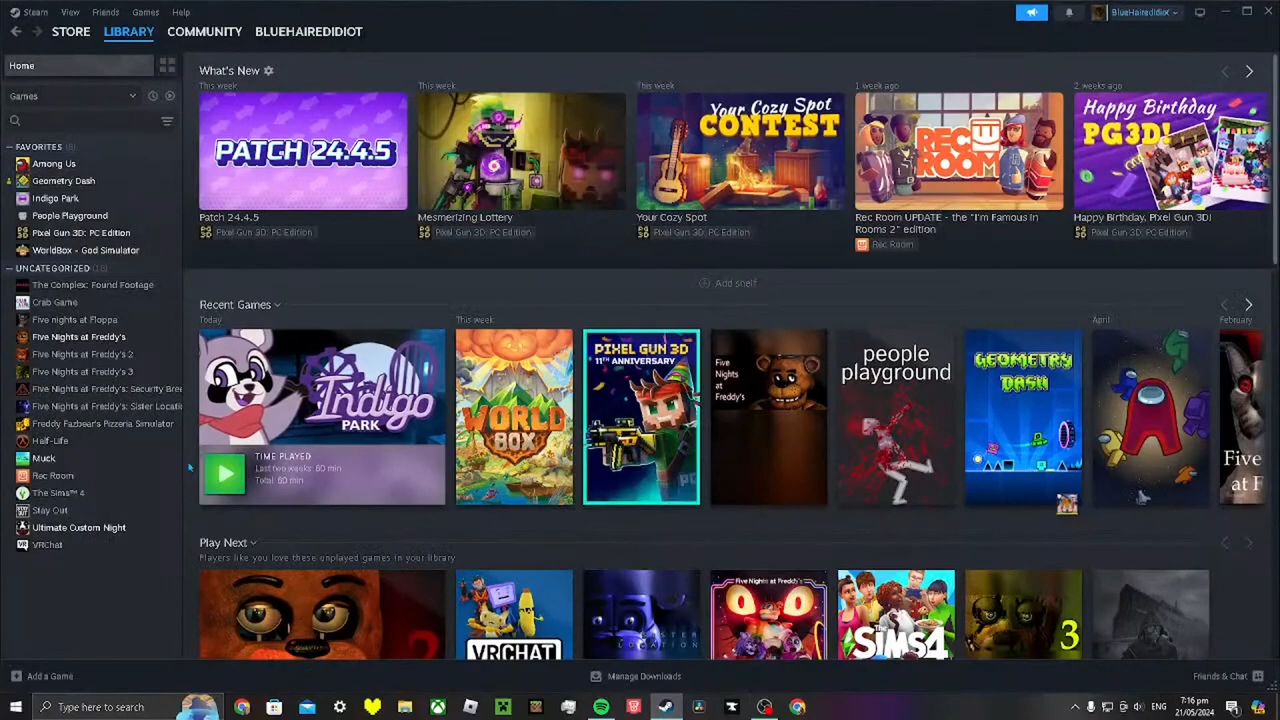 Steam View Friends Games Help
BlueHairedIdiot
STORE LIBRARY COMMUNITY BLUEHAIREDIDIOT
Home
Games
FAVORITES
Among Us
Geometry Dash
Indigo Park
People Playground
Pixel Gun 3D: PC Edition
WorldBox - God Simulator
UNCATEGORIZED
The Complex: Found Footage
Crab Game
Five nights at Floppa
Five Nights at Freddy's
Five Nights at Freddy's 2
Five Nights at Freddy's 3
Five Nights at Freddy's: Security Bre
Five Nights at Freddy's: Sister Locati
Freddy Fazbear's Pizzeria Simulator
Half-Life
Muck
Rec Room
The Sims™ 4
Stay Out
Ultimate Custom Night
VRChat
What's New
This week
PATCH 24.4.5
Patch 24.4.5
Pixel Gun 3D: PC Edition
This week
Mesmerizing Lottery
Pixel Gun 3D: PC Edition
This week
Your Cozy Spot
CONTEST
Your Cozy Spot
Pixel Gun 3D: PC Edition
1 week ago
REC
ROOM
Rec Room UPDATE - the "I'm Famous in
Rooms 2" edition
Rec Room
2 weeks ago
Happy Birthday
PG3D!
Happy Birthday, Pixel Gun 3D!
Pixel Gun 3D: PC Edition
Add shelf
Recent Games
Today
Indigo
PARK
TIME PLAYED
Last two weeks: 60 min
Total: 60 min
This week
WORLD
BOX
PIXEL GUN 3D
11TH ANNIVERSARY
PC
Five
Nights
at
Freddy's
people
playground
GEOMETRY
DASH
April
February
Five
at F
Play Next
Players like you love these unplayed games in your library
2
VRCHAT
SISTER
LOCATION
Five Nights at Freddy's
THE SIMS 4
3
Add a Game
Manage Downloads
Friends & Chat
Type here to search
ENG
7:16 pm
21/05/2024